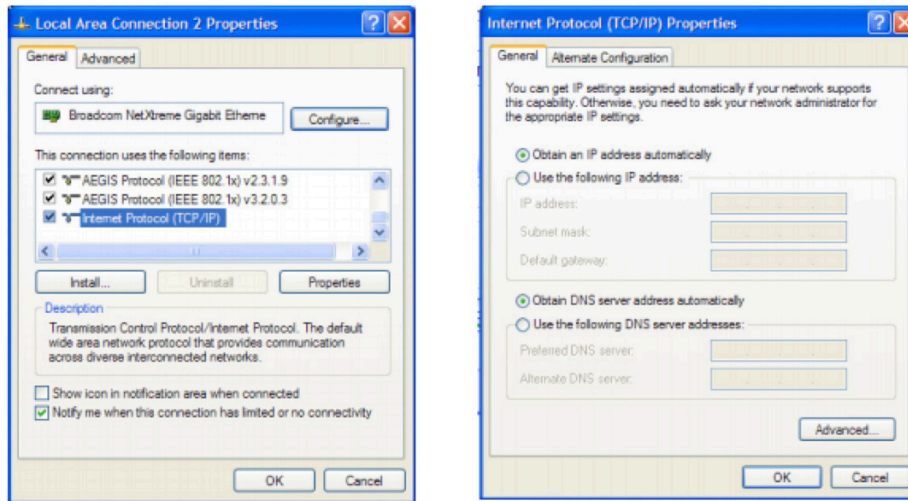 Local Area Connection 2 Properties
General
Advanced
Connect using:
Broadcom NetXtreme Gigabit Etherne
Configure...
This connection uses the following items:
AEGIS Protocol (IEEE 802.1x) v2.3.1.9
AEGIS Protocol (IEEE 802.1x) v3.2.0.3
Internet Protocol (TCP/IP)
Install...
Uninstall
Properties
Description
Transmission Control Protocol/Internet Protocol. The default
wide area network protocol that provides communication
across diverse interconnected networks.
Show icon in notification area when connected
Notify me when this connection has limited or no connectivity
OK
Cancel
Internet Protocol (TCP/IP) Properties
General
Alternate Configuration
You can get IP settings assigned automatically if your network supports
this capability. Otherwise, you need to ask your network administrator for
the appropriate IP settings.
Obtain an IP address automatically
Use the following IP address:
IP address:
Subnet mask:
Default gateway:
Obtain DNS server address automatically
Use the following DNS server addresses:
Preferred DNS server:
Alternate DNS server:
Advanced...
OK
Cancel